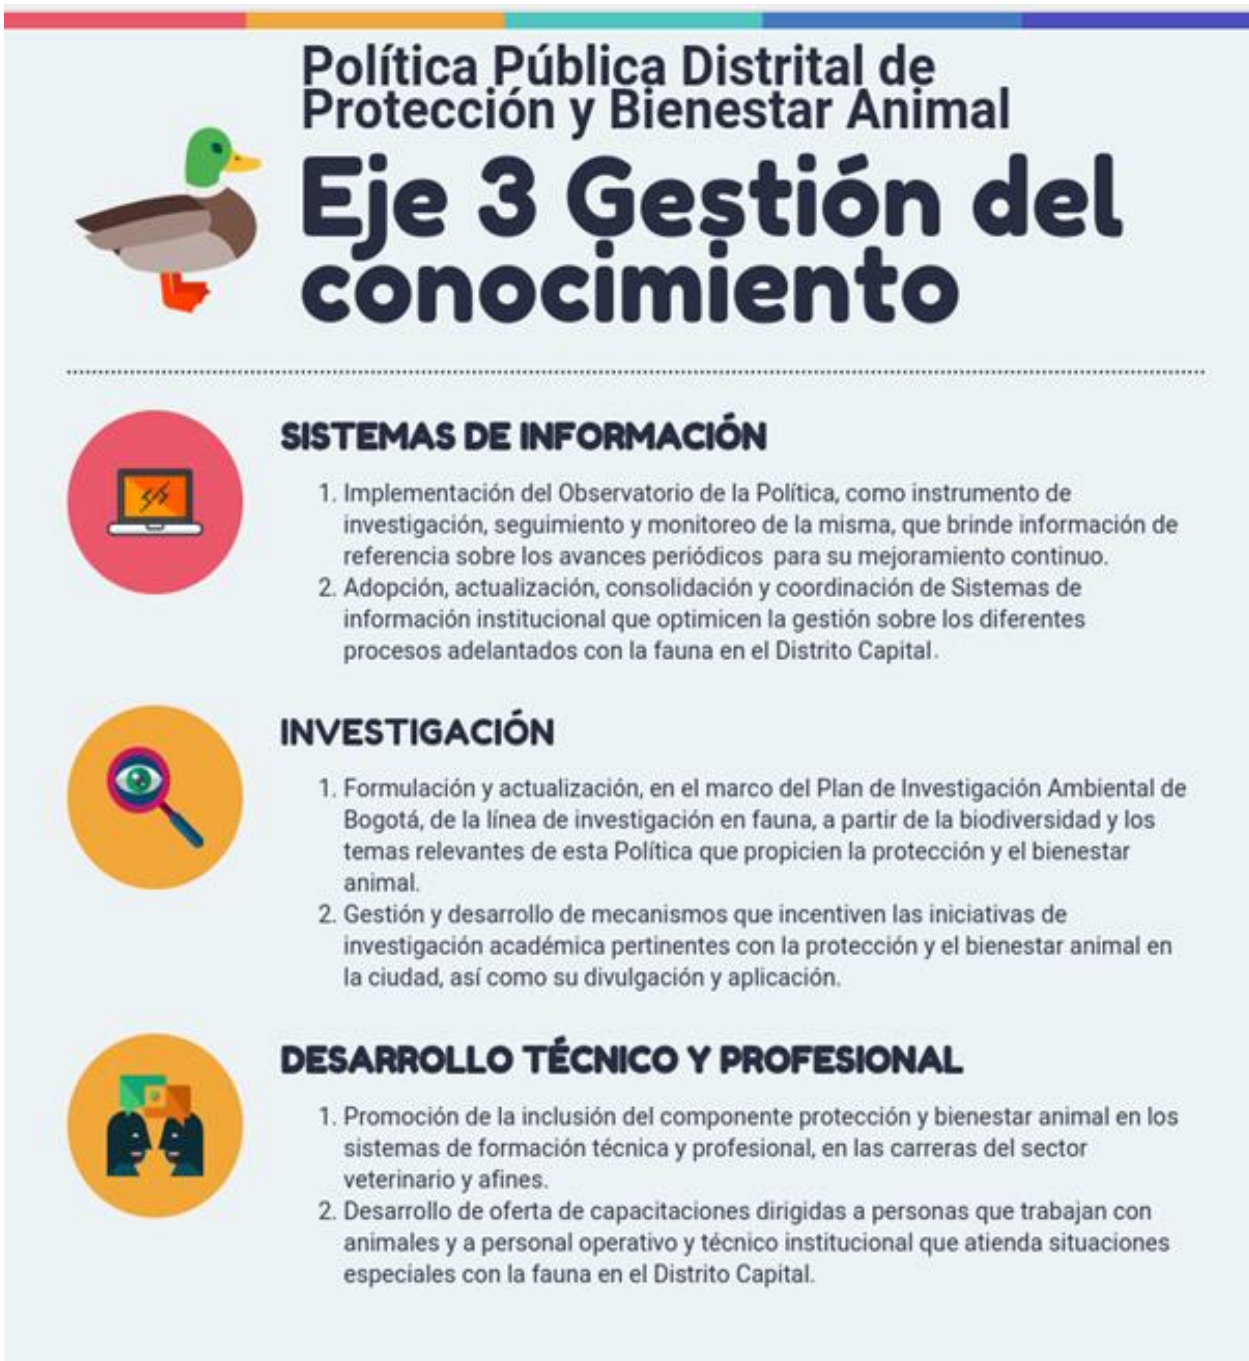 Política Pública Distrital de
Protección y Bienestar Animal
Eje 3 Gestión del
conocimiento
SISTEMAS DE INFORMACIÓN
1. Implementación del Observatorio de la Política, como instrumento de
investigación, seguimiento y monitoreo de la misma, que brinde información de
referencia sobre los avances periódicos para su mejoramiento continuo.
2. Adopción, actualización, consolidación y coordinación de Sistemas de
información institucional que optimicen la gestión sobre los diferentes
procesos adelantados con la fauna en el Distrito Capital.
INVESTIGACIÓN
1. Formulación y actualización, en el marco del Plan de Investigación Ambiental de
Bogotá, de la línea de investigación en fauna, a partir de la biodiversidad y los
temas relevantes de esta Política que propicien la protección y el bienestar
animal.
2. Gestión y desarrollo de mecanismos que incentiven las iniciativas de
investigación académica pertinentes con la protección y el bienestar animal en
la ciudad, así como su divulgación y aplicación.
DESARROLLO TÉCNICO Y PROFESIONAL
1. Promoción de la inclusión del componente protección y bienestar animal en los
sistemas de formación técnica y profesional, en las carreras del sector
veterinario y afines.
2. Desarrollo de oferta de capacitaciones dirigidas a personas que trabajan con
animales y a personal operativo y técnico institucional que atienda situaciones
especiales con la fauna en el Distrito Capital.